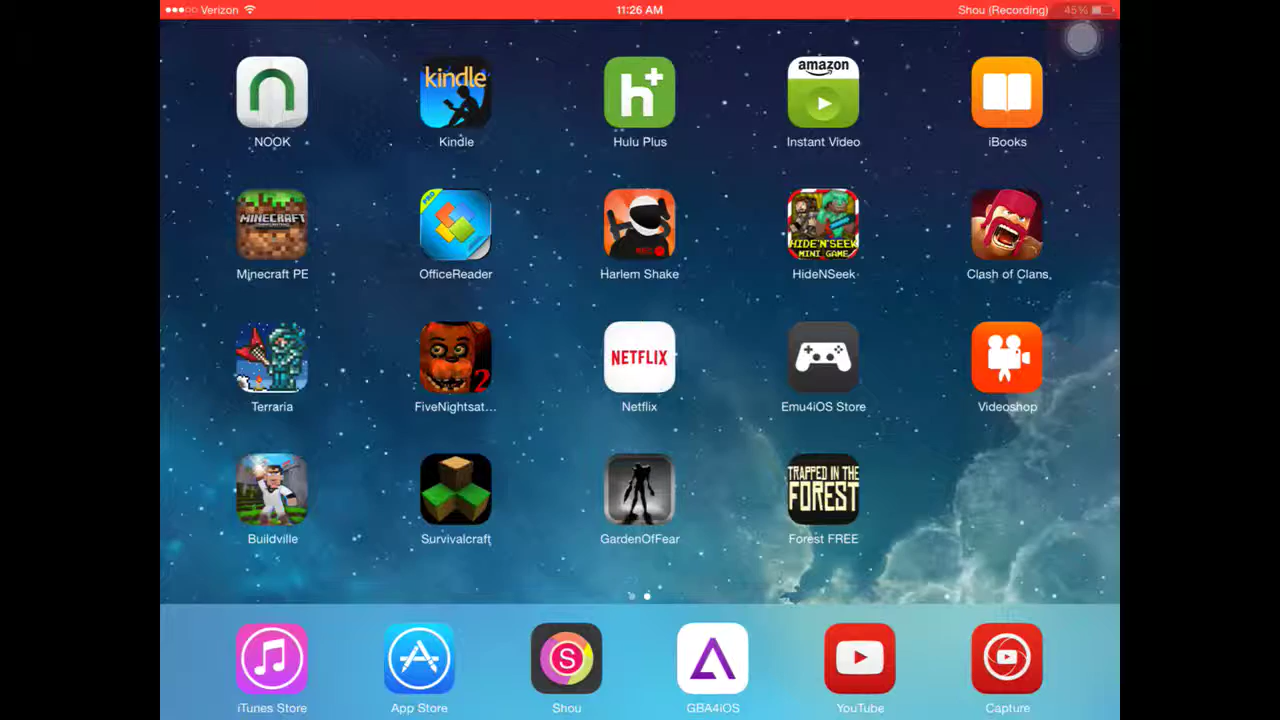 Verizon 11:26 AM Shou (Recording) 45%
kindle h+ amazon
NOOK Kindle Hulu Plus Instant Video iBooks
MINECRAFT PRO HIDE'N'SEEK
MINI GAME
Minecraft PE OfficeReader Harlem Shake HideNSeek Clash of Clans,
2 NETFLIX
Terraria FiveNightsat... Netflix Emu4iOS Store Videoshop
TRAPPED IN THE
FOREST
Buildville Survivalcraft GardenOfFear Forest FREE
S
iTunes Store App Store Shou GBA4iOS YouTube Capture